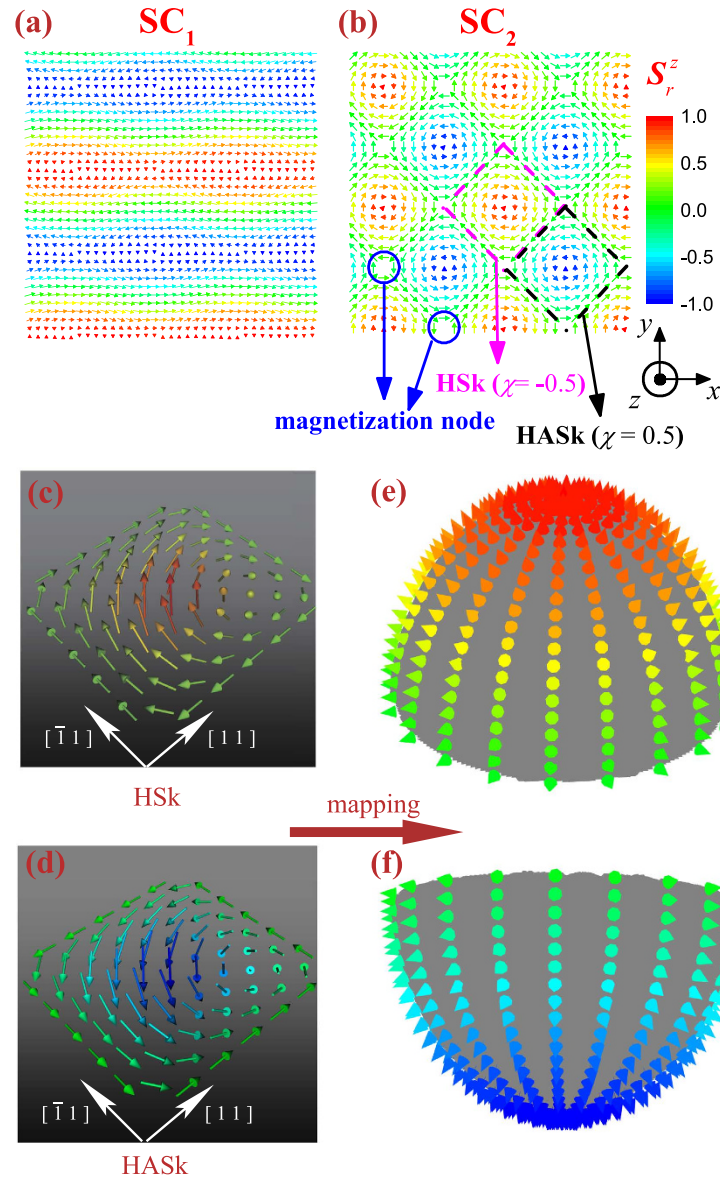 (a) SC₁ (b) SC₂
Sᵣᶻ
1.0
0.5
0.0
-0.5
-1.0
HSk (χ= -0.5)
magnetization node
HASk (χ = 0.5)
y
z x
(c) (e)
[1̄ 1] [1 1]
HSk
mapping
(d) (f)
[1̄ 1] [1 1]
HASk